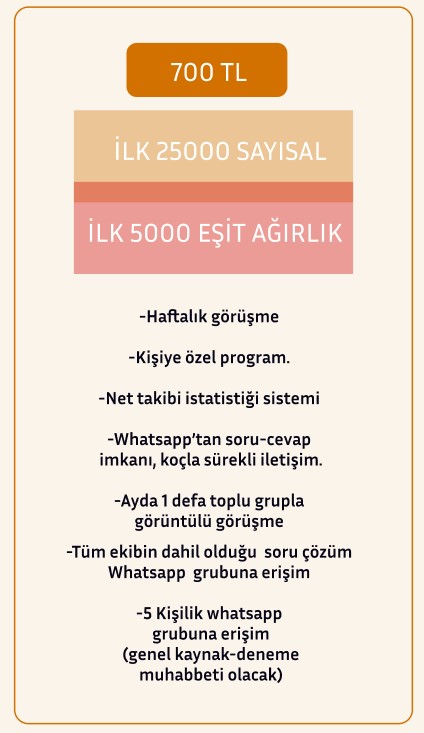 700 TL
İLK 25000 SAYISAL
İLK 5000 EŞİT AĞIRLIK
-Haftalık görüşme
-Kişiye özel program.
-Net takibi istatistiği sistemi
-Whatsapp'tan soru-cevap
imkanı, koçla sürekli iletişim.
-Ayda 1 defa toplu grupla
görüntülü görüşme
-Tüm ekibin dahil olduğu soru çözüm
Whatsapp grubuna erişim
-5 Kişilik whatsapp
grubuna erişim
(genel kaynak-deneme
muhabbeti olacak)